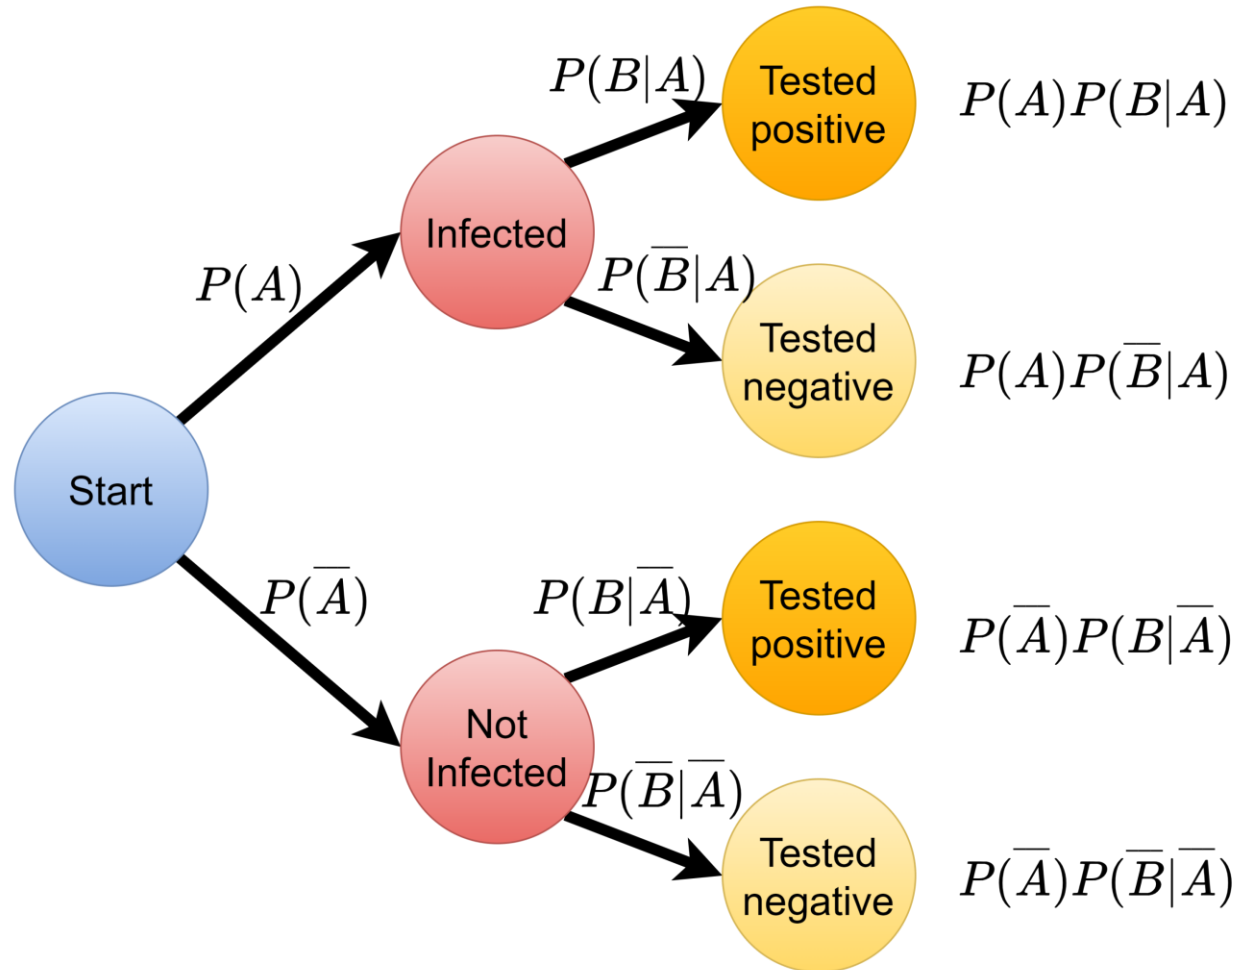 P(B|A)
Tested
positive
P(A)P(B|A)
Infected
P(A)
P(B̅|A)
Tested
negative
P(A)P(B̅|A)
Start
P(A̅)
P(B|A̅)
Tested
positive
P(A̅)P(B|A̅)
Not
Infected
P(B̅|A̅)
Tested
negative
P(A̅)P(B̅|A̅)